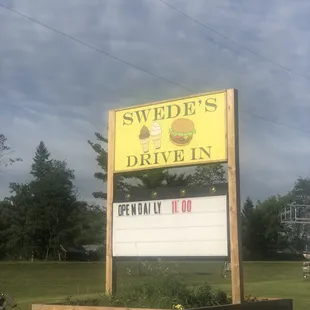 SWEDE'S
DRIVE IN
OPEN DAILY 11:00